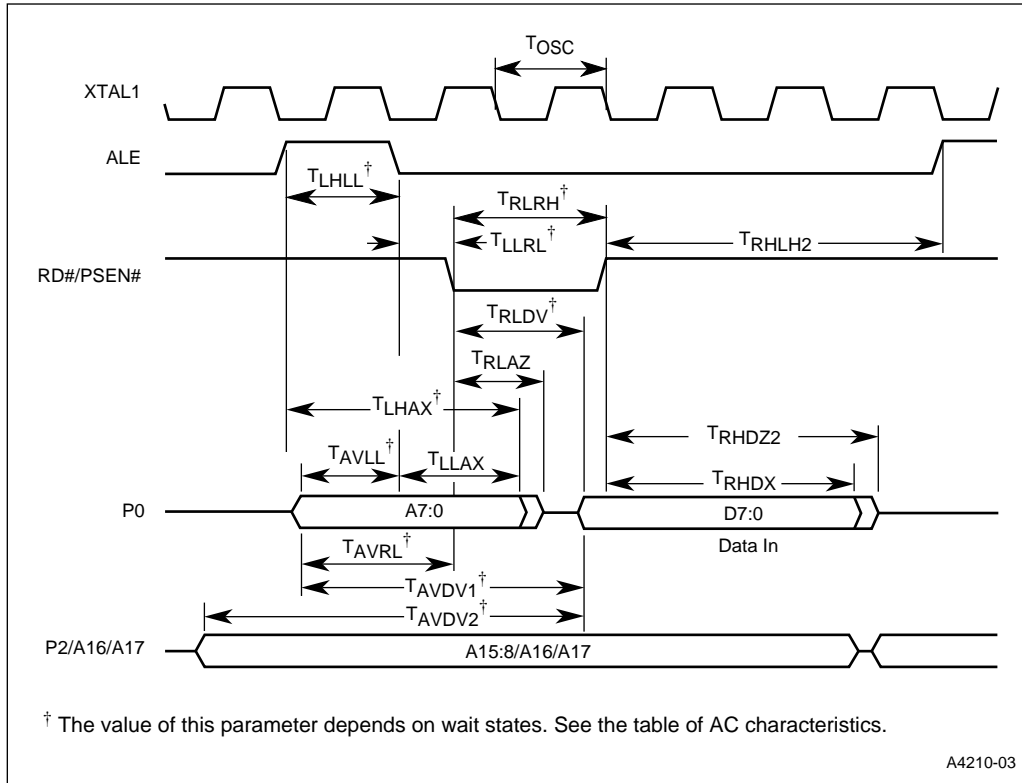 TOSC
XTAL1
ALE
TLHLL†
TRLRH†
TLLRL†
TRHLH2
RD#/PSEN#
TRLDV†
TRLAZ
TLHAX†
TRHDZ2
TAVLL†
TLLAX
TRHDX
P0
A7:0
D7:0
Data In
TAVRL†
TAVDV1†
TAVDV2†
P2/A16/A17
A15:8/A16/A17
† The value of this parameter depends on wait states. See the table of AC characteristics.
A4210-03